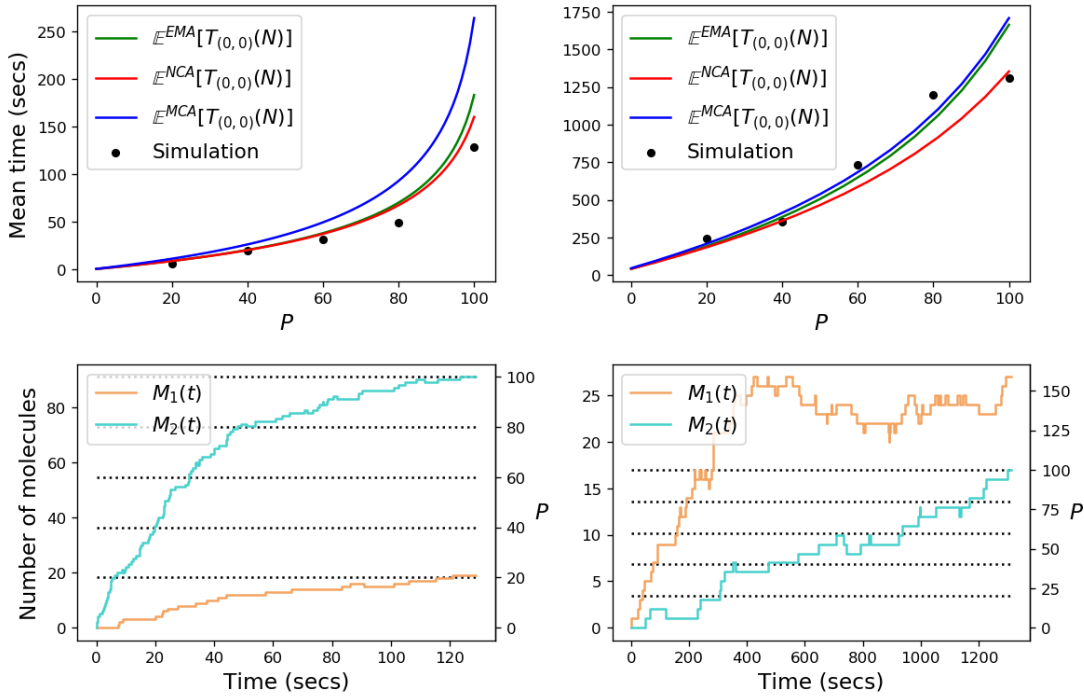 Mean time (secs)
250
200
150
100
50
0
𝔼^{EMA}[T_{(0,0)}(N)]
𝔼^{NCA}[T_{(0,0)}(N)]
𝔼^{MCA}[T_{(0,0)}(N)]
Simulation
0 20 40 60 80 100
P
1750
1500
1250
1000
750
500
250
0
𝔼^{EMA}[T_{(0,0)}(N)]
𝔼^{NCA}[T_{(0,0)}(N)]
𝔼^{MCA}[T_{(0,0)}(N)]
Simulation
0 20 40 60 80 100
P
Number of molecules
80
60
40
20
0
M_1(t)
M_2(t)
100
80
60
40
20
0
P
0 20 40 60 80 100 120
Time (secs)
25
20
15
10
5
0
M_1(t)
M_2(t)
150
125
100
75
50
25
0
P
0 200 400 600 800 1000 1200
Time (secs)